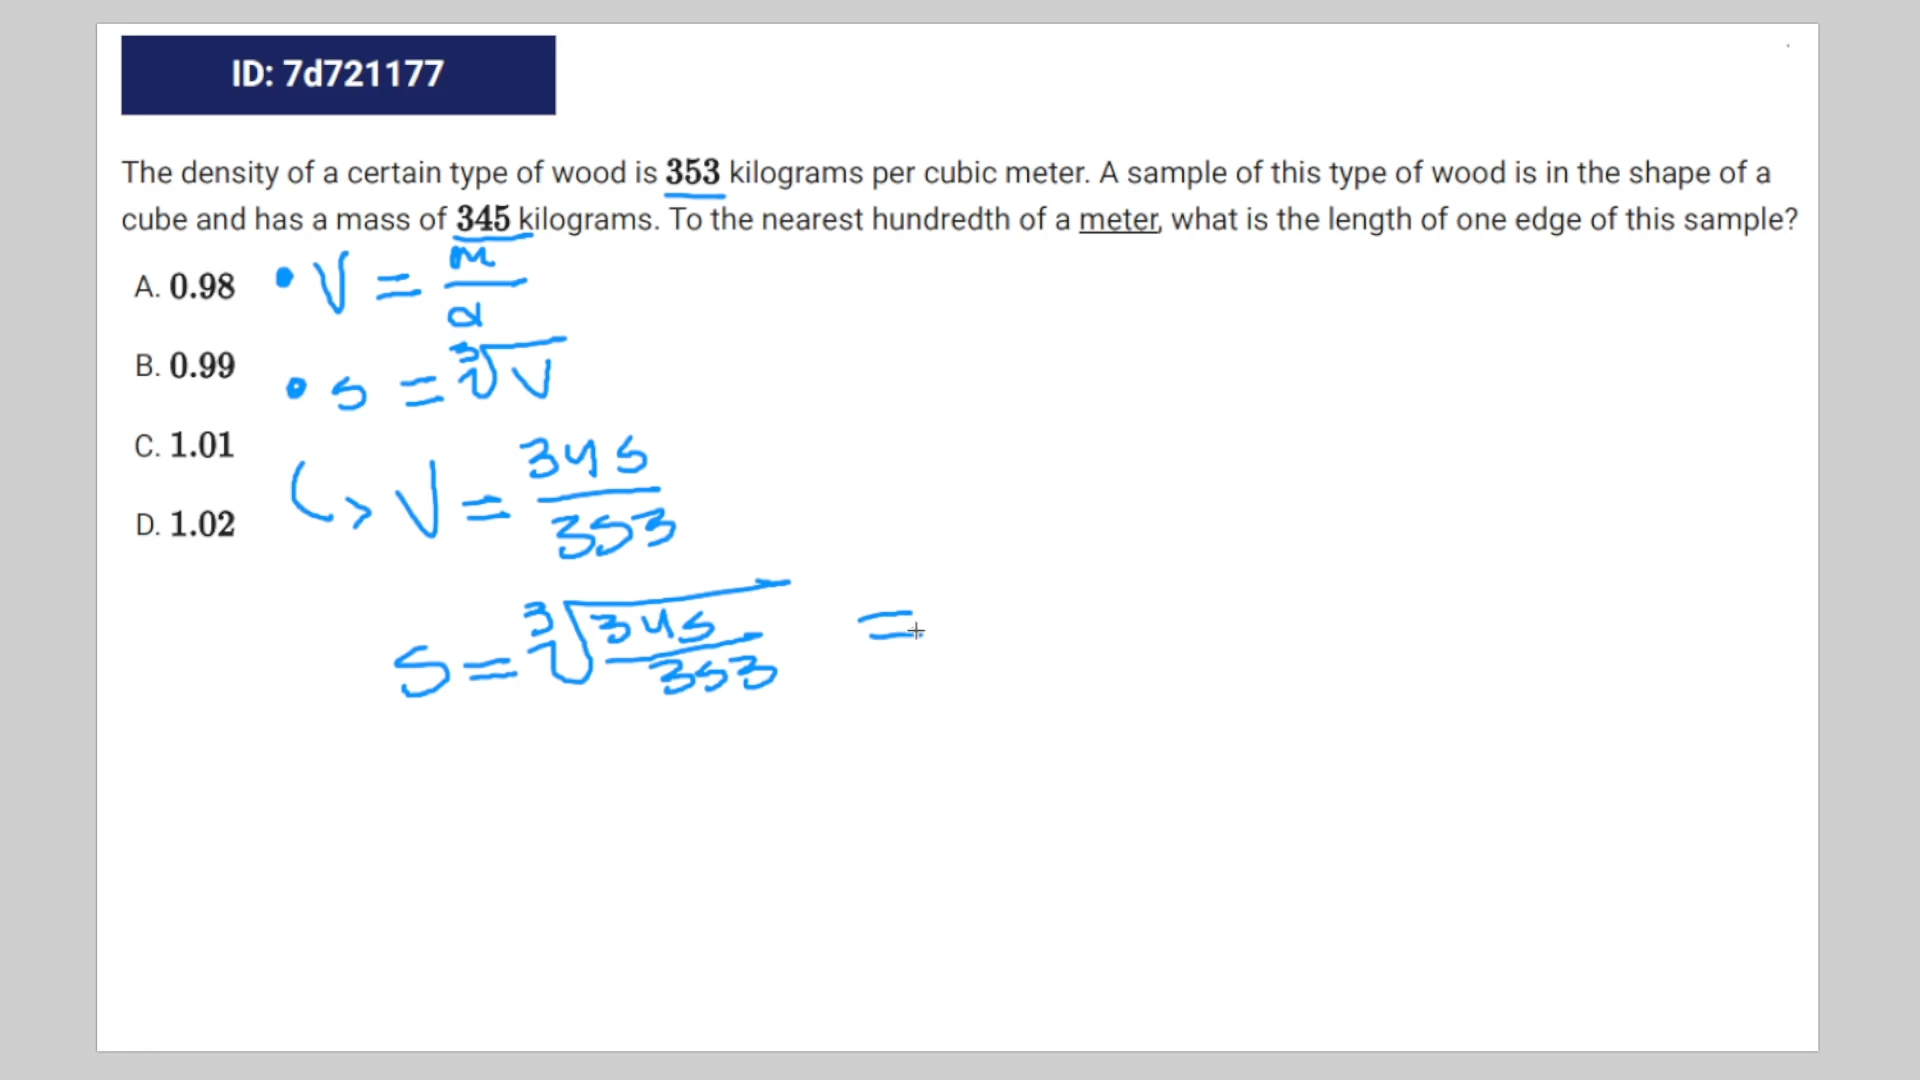 ID: 7d721177
The density of a certain type of wood is 353 kilograms per cubic meter. A sample of this type of wood is in the shape of a
cube and has a mass of 345 kilograms. To the nearest hundredth of a meter, what is the length of one edge of this sample?
A. 0.98
• V = m/d
B. 0.99
• s = ∛V
C. 1.01
↳ V = 345/353
D. 1.02
S = ∛(345/353) =